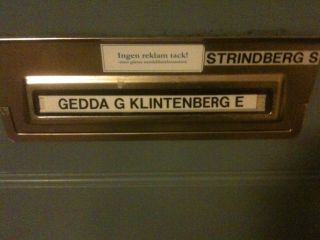 Ingen reklam tack!
STRINDBERG S
GEDDA G KLINTENBERG E